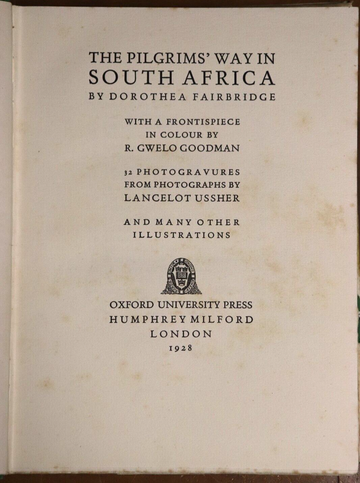 THE PILGRIMS' WAY IN
SOUTH AFRICA
BY DOROTHEA FAIRBRIDGE
WITH A FRONTISPIECE
IN COLOUR BY
R. GWELO GOODMAN
32 PHOTOGRAVURES
FROM PHOTOGRAPHS BY
LANCELOT USSHER
AND MANY OTHER
ILLUSTRATIONS
OXFORD UNIVERSITY PRESS
HUMPHREY MILFORD
LONDON
1928